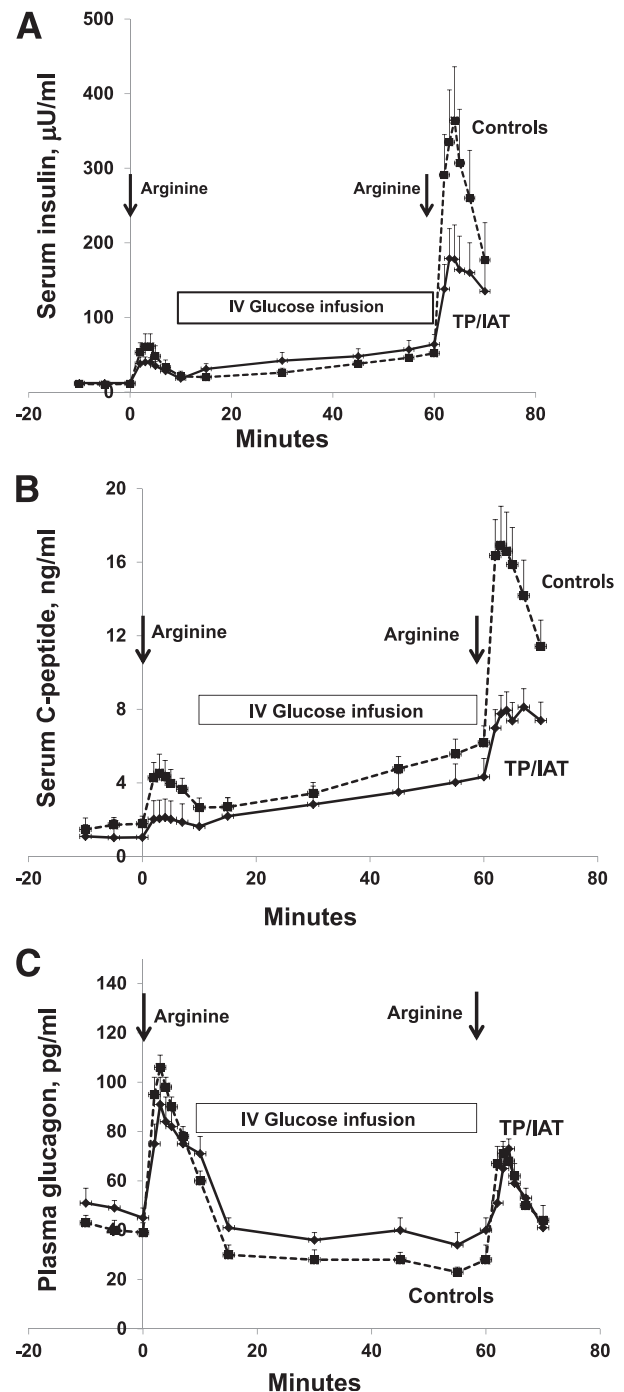 A
500
400
300
200
100
0
Serum insulin, µU/ml
Arginine
Arginine
Controls
IV Glucose infusion
TP/IAT
-20
0
20
40
60
80
Minutes
B
20
16
12
8
4
0
Serum C-peptide, ng/ml
Arginine
Arginine
Controls
IV Glucose infusion
TP/IAT
-20
0
20
40
60
80
Minutes
C
140
120
100
80
60
40
20
0
Plasma glucagon, pg/ml
Arginine
Arginine
IV Glucose infusion
TP/IAT
Controls
-20
0
20
40
60
80
Minutes